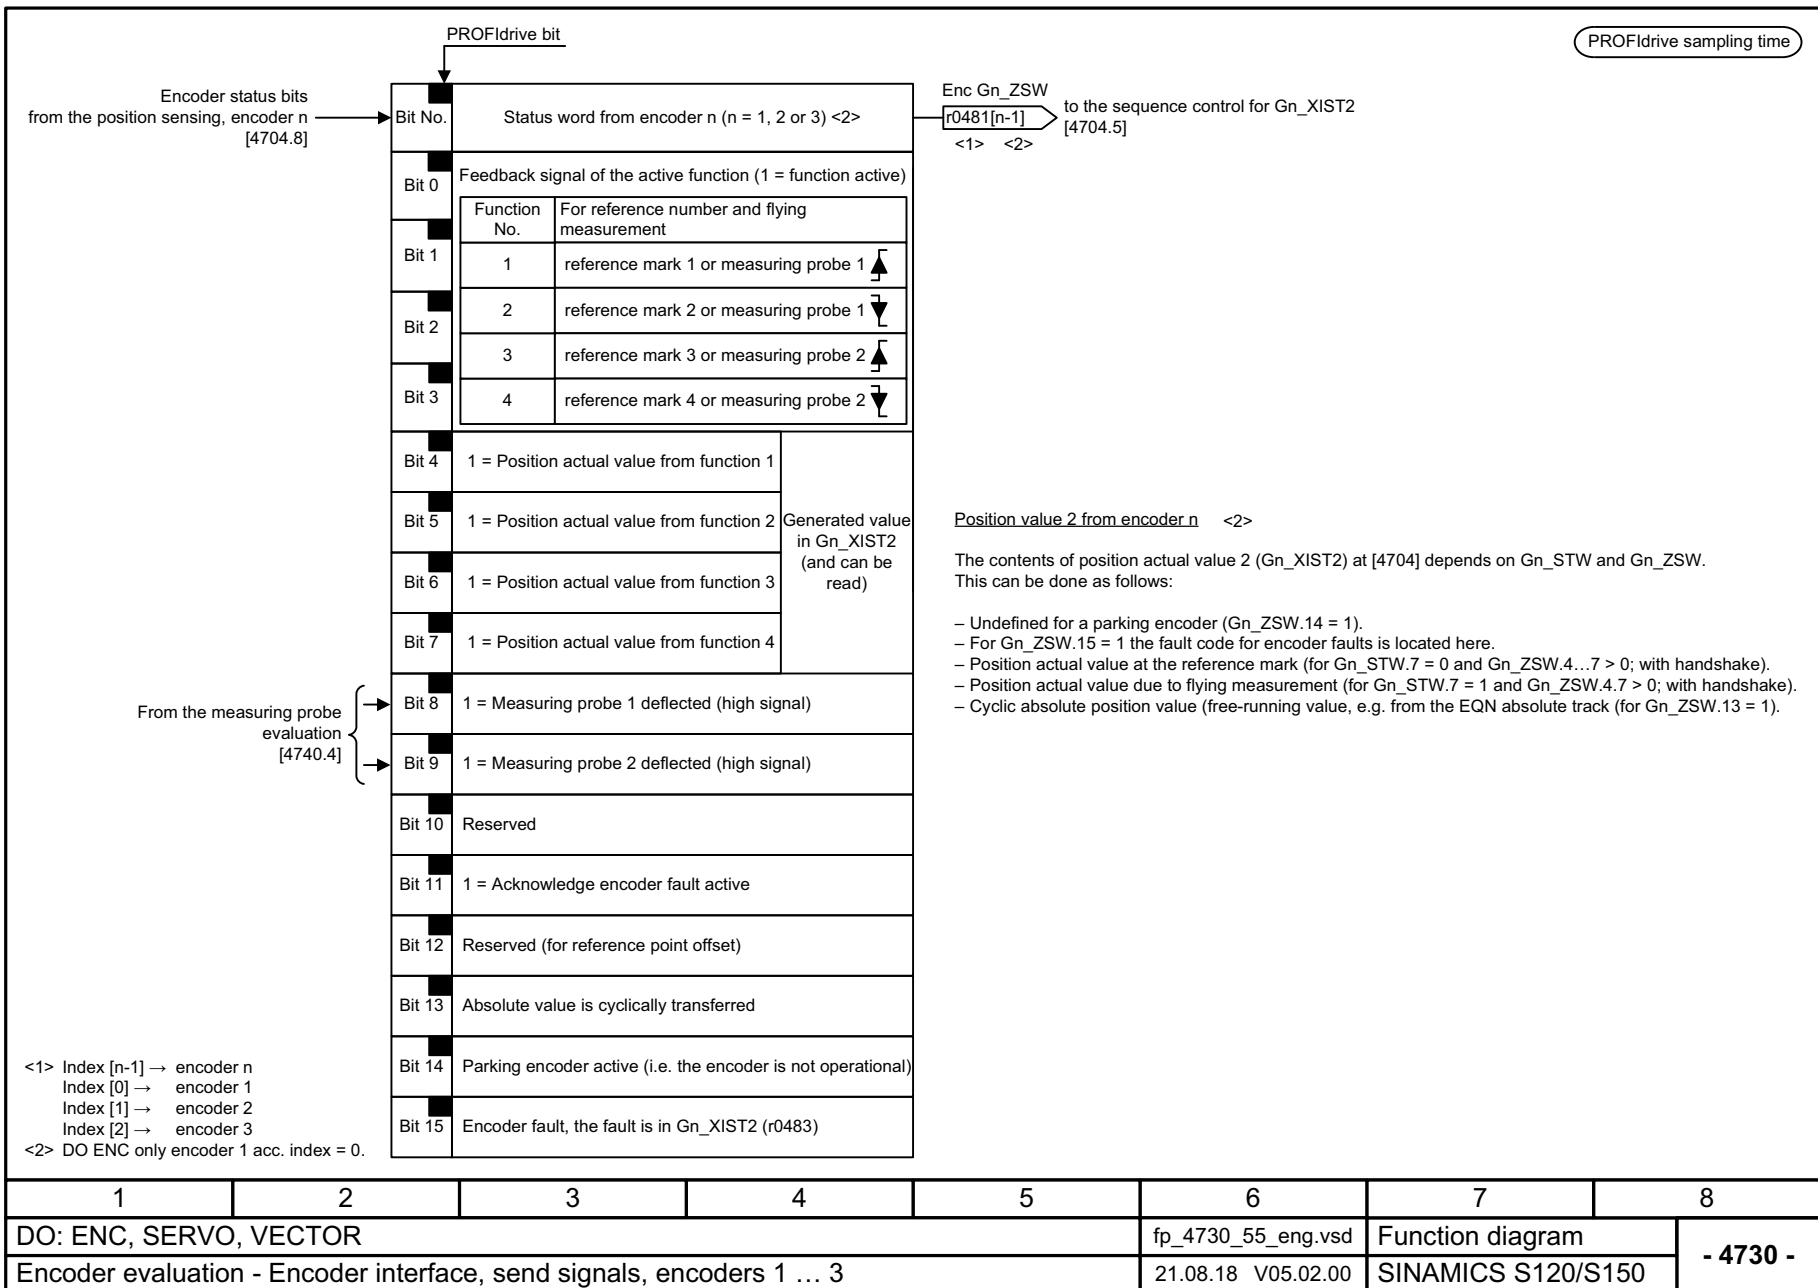 PROFIdrive bit
PROFIdrive sampling time
Encoder status bits
from the position sensing, encoder n
[4704.8]
Bit No.
Status word from encoder n (n = 1, 2 or 3) <2>
Enc Gn_ZSW
r0481[n-1]
<1> <2>
to the sequence control for Gn_XIST2
[4704.5]
Bit 0
Feedback signal of the active function (1 = function active)
Function
No.
For reference number and flying
measurement
Bit 1
1
reference mark 1 or measuring probe 1
Bit 2
2
reference mark 2 or measuring probe 1
3
reference mark 3 or measuring probe 2
Bit 3
4
reference mark 4 or measuring probe 2
Bit 4
1 = Position actual value from function 1
Bit 5
1 = Position actual value from function 2
Generated value
in Gn_XIST2
(and can be
read)
Bit 6
1 = Position actual value from function 3
Bit 7
1 = Position actual value from function 4
Position value 2 from encoder n <2>
The contents of position actual value 2 (Gn_XIST2) at [4704] depends on Gn_STW and Gn_ZSW.
This can be done as follows:
– Undefined for a parking encoder (Gn_ZSW.14 = 1).
– For Gn_ZSW.15 = 1 the fault code for encoder faults is located here.
– Position actual value at the reference mark (for Gn_STW.7 = 0 and Gn_ZSW.4…7 > 0; with handshake).
– Position actual value due to flying measurement (for Gn_STW.7 = 1 and Gn_ZSW.4.7 > 0; with handshake).
– Cyclic absolute position value (free-running value, e.g. from the EQN absolute track (for Gn_ZSW.13 = 1).
From the measuring probe
evaluation
[4740.4]
Bit 8
1 = Measuring probe 1 deflected (high signal)
Bit 9
1 = Measuring probe 2 deflected (high signal)
Bit 10
Reserved
Bit 11
1 = Acknowledge encoder fault active
Bit 12
Reserved (for reference point offset)
Bit 13
Absolute value is cyclically transferred
Bit 14
Parking encoder active (i.e. the encoder is not operational)
Bit 15
Encoder fault, the fault is in Gn_XIST2 (r0483)
<1> Index [n-1] → encoder n
Index [0] → encoder 1
Index [1] → encoder 2
Index [2] → encoder 3
<2> DO ENC only encoder 1 acc. index = 0.
1 2 3 4 5 6 7 8
DO: ENC, SERVO, VECTOR
fp_4730_55_eng.vsd
Function diagram
- 4730 -
Encoder evaluation - Encoder interface, send signals, encoders 1 … 3
21.08.18 V05.02.00
SINAMICS S120/S150